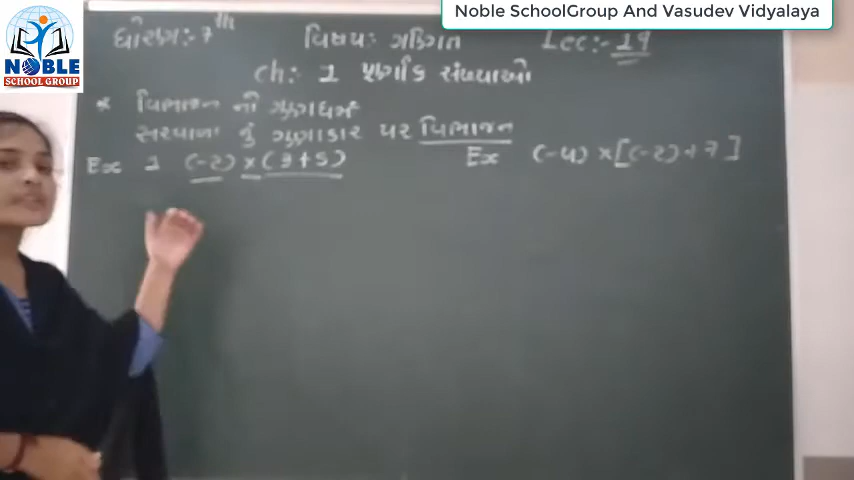 Noble SchoolGroup And Vasudev Vidyalaya
NOBLE
SCHOOL GROUP
ધોરણ:- 7th વિષય: ગણિત Lec:- 19
ch: 1 પૂર્ણાંક સંખ્યાઓ
* વિભાજન નો ગુણધર્મ
સરવાળા નું ગુણાકાર પર વિભાજન
Ex 1 (-2) × (3+5)
Ex (-4) × [(-2) + 7]